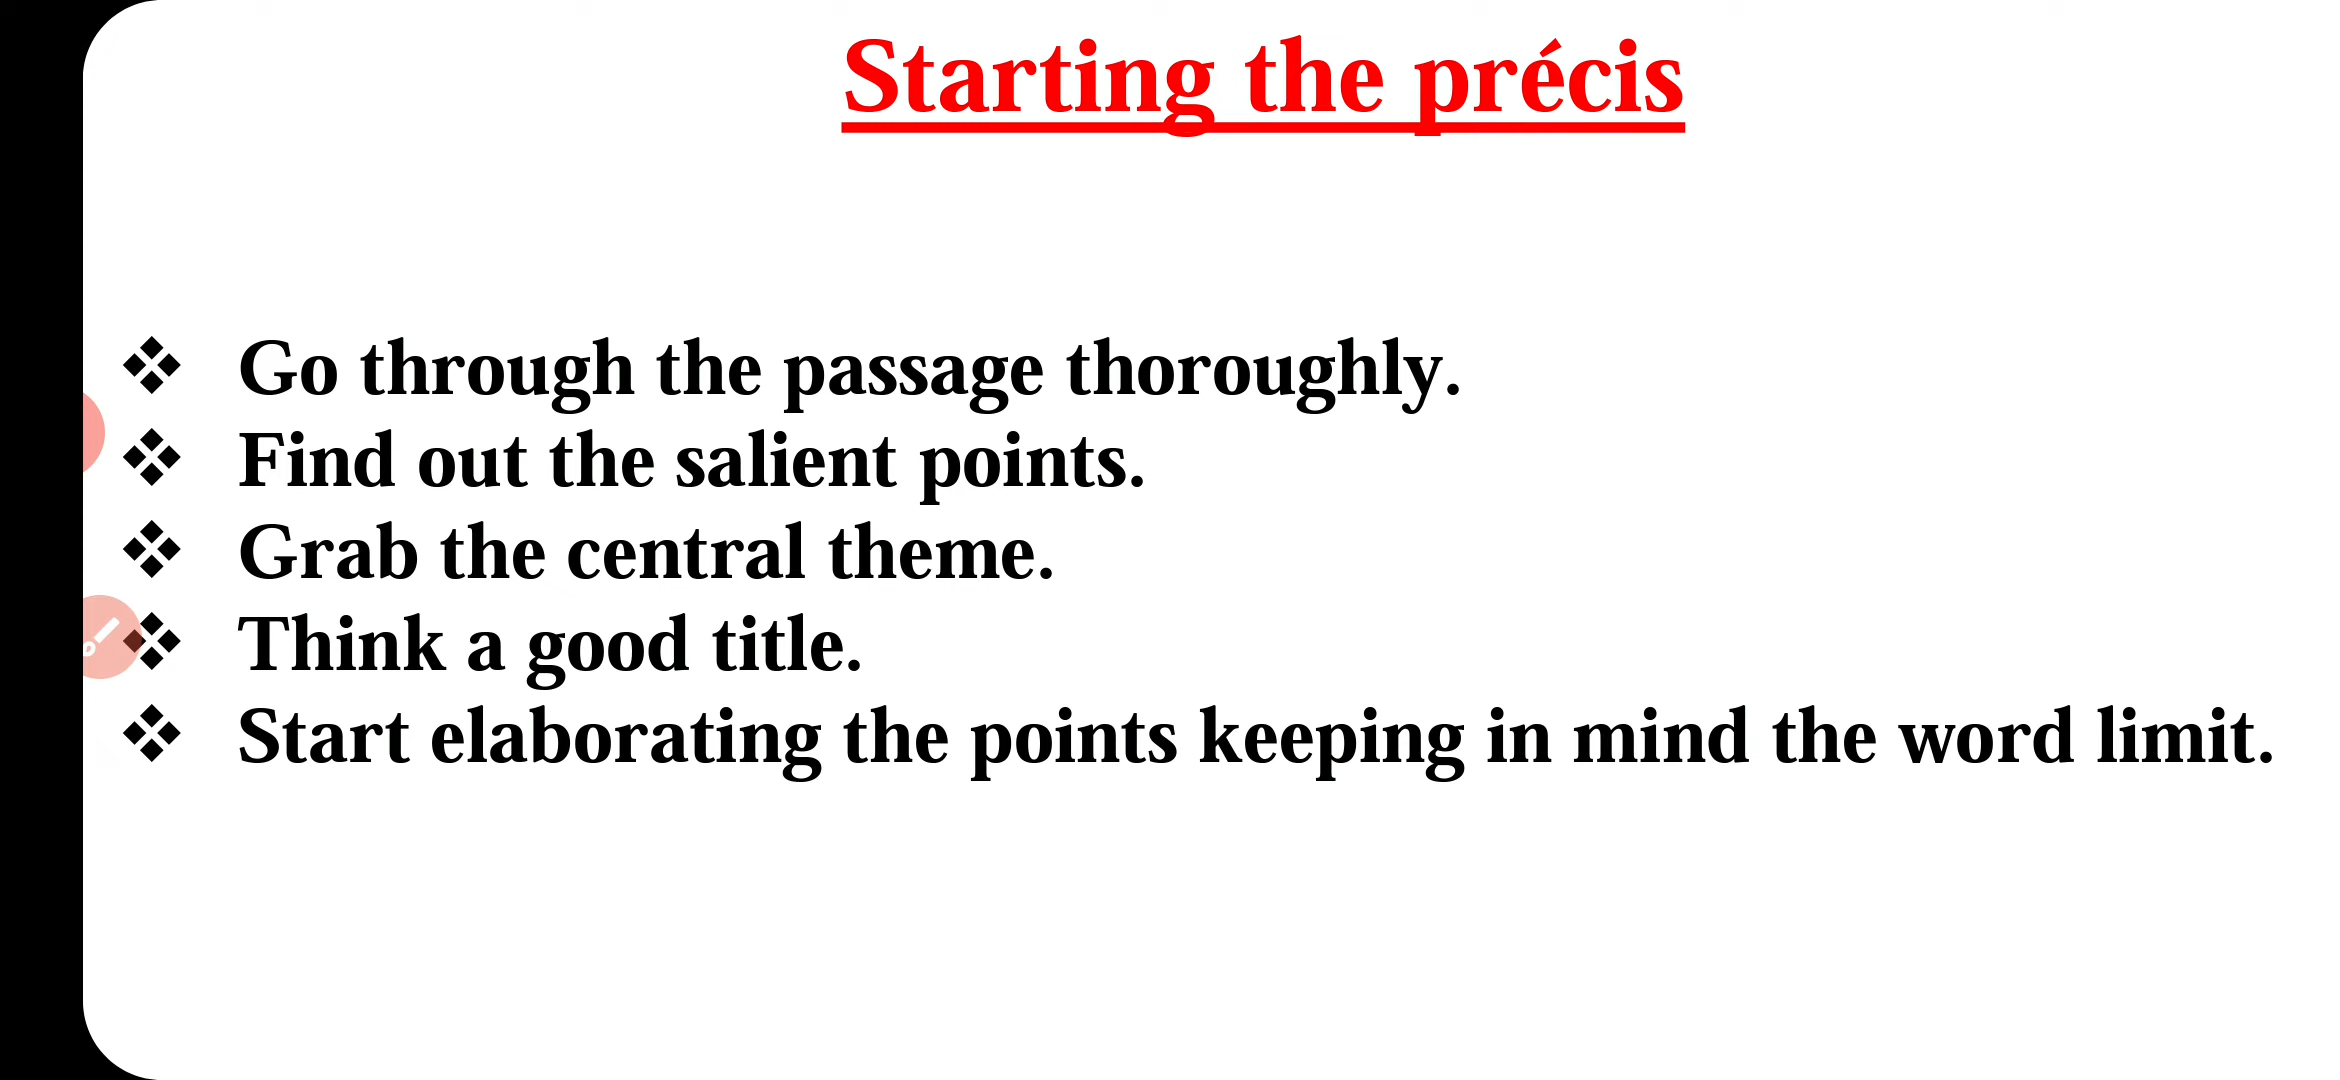 Starting the précis
❖ Go through the passage thoroughly.
❖ Find out the salient points.
❖ Grab the central theme.
❖ Think a good title.
❖ Start elaborating the points keeping in mind the word limit.